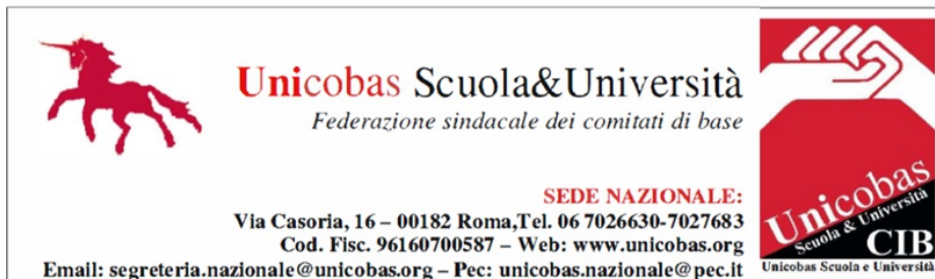 Unicobas Scuola&Università
Federazione sindacale dei comitati di base
SEDE NAZIONALE:
Via Casoria, 16 – 00182 Roma,Tel. 06 7026630-7027683
Cod. Fisc. 96160700587 – Web: www.unicobas.org
Email: segreteria.nazionale@unicobas.org – Pec: unicobas.nazionale@pec.it
Unicobas
Scuola & Università
CIB
Unicobas Scuola e Università